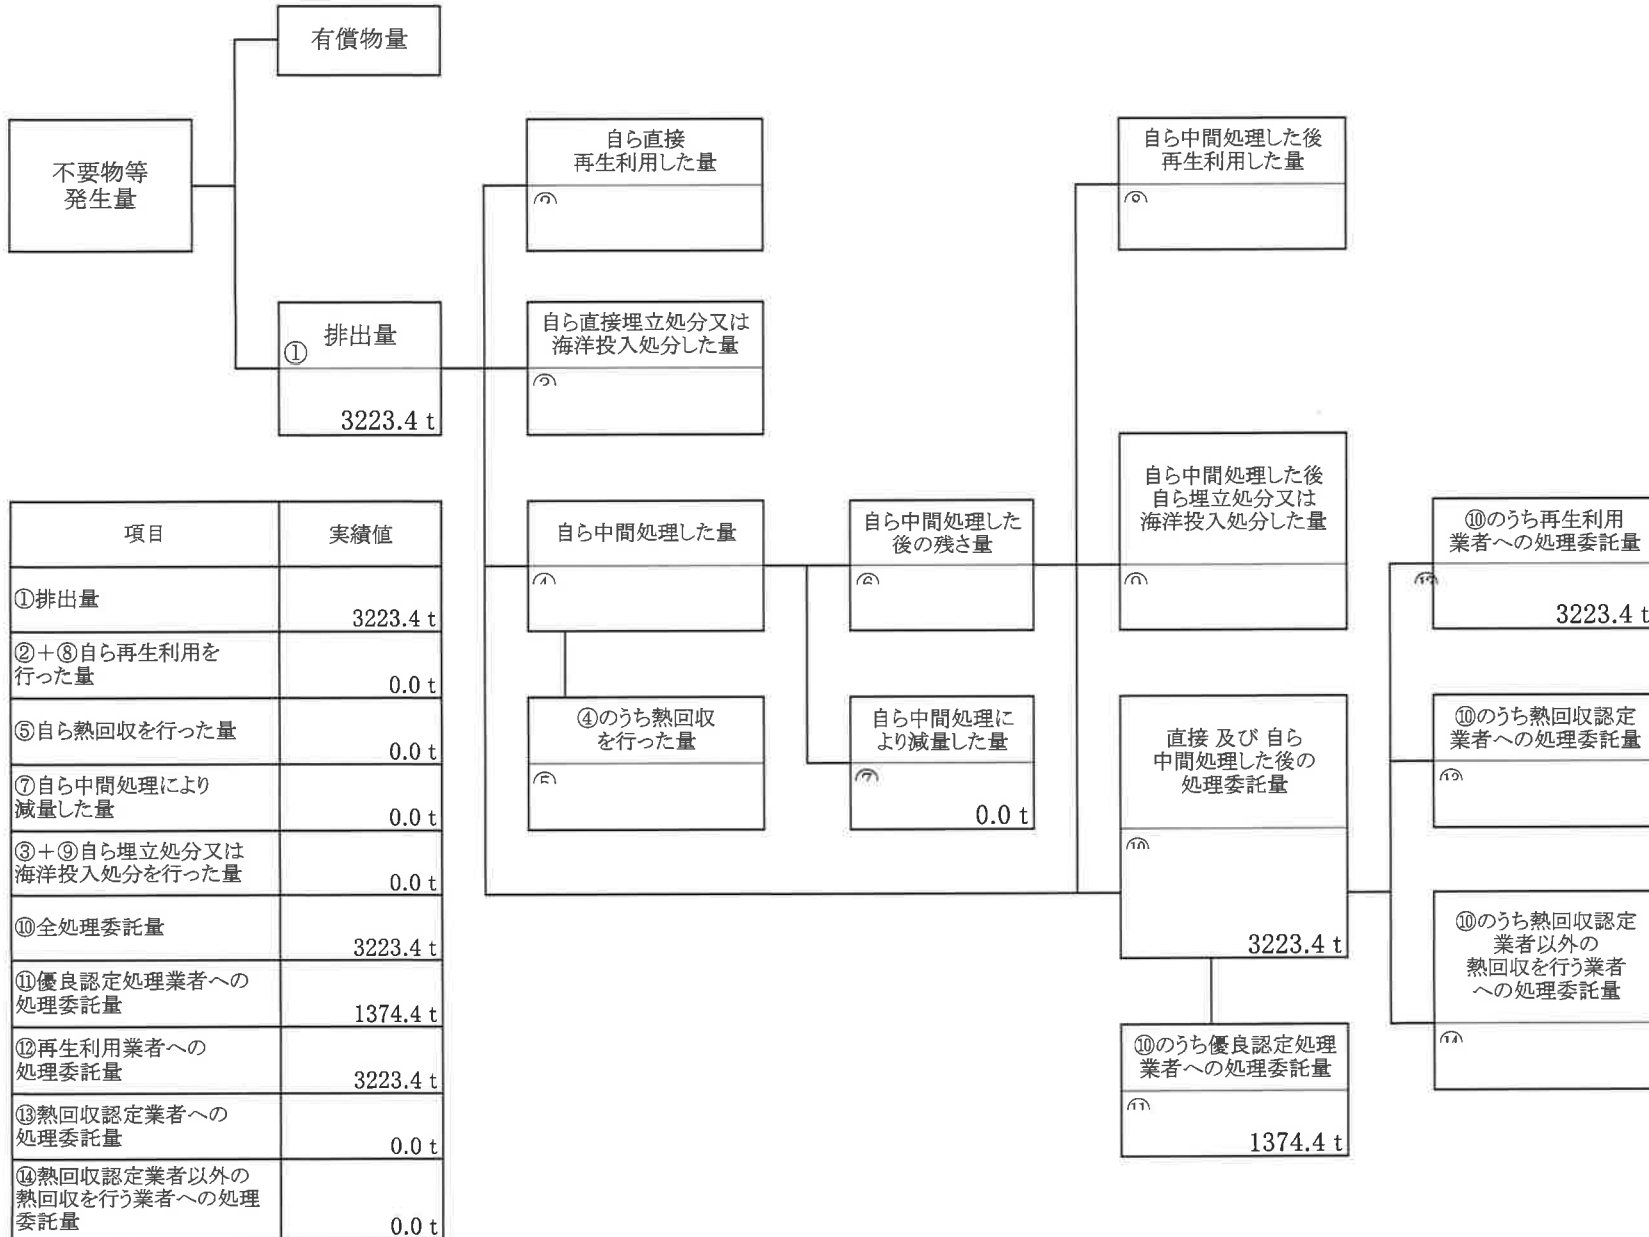 有償物量
不要物等
発生量
排出量
①
3223.4 t
自ら直接
再生利用した量
自ら直接埋立処分又は
海洋投入処分した量
自ら中間処理した量
④のうち熱回収
を行った量
自ら中間処理した
後の残さ量
自ら中間処理に
より減量した量
⑦
0.0 t
自ら中間処理した後
再生利用した量
自ら中間処理した後
自ら埋立処分又は
海洋投入処分した量
直接 及び 自ら
中間処理した後の
処理委託量
⑩
3223.4 t
⑩のうち優良認定処理
業者への処理委託量
⑪
1374.4 t
⑩のうち再生利用
業者への処理委託量
3223.4 t
⑩のうち熱回収認定
業者への処理委託量
⑩のうち熱回収認定
業者以外の
熱回収を行う業者
への処理委託量
項目 実績値
①排出量
3223.4 t
②+⑧自ら再生利用を
行った量
0.0 t
⑤自ら熱回収を行った量
0.0 t
⑦自ら中間処理により
減量した量
0.0 t
③+⑨自ら埋立処分又は
海洋投入処分を行った量
0.0 t
⑩全処理委託量
3223.4 t
⑪優良認定処理業者への
処理委託量
1374.4 t
⑫再生利用業者への
処理委託量
3223.4 t
⑬熱回収認定業者への
処理委託量
0.0 t
⑭熱回収認定業者以外の
熱回収を行う業者への処理
委託量
0.0 t